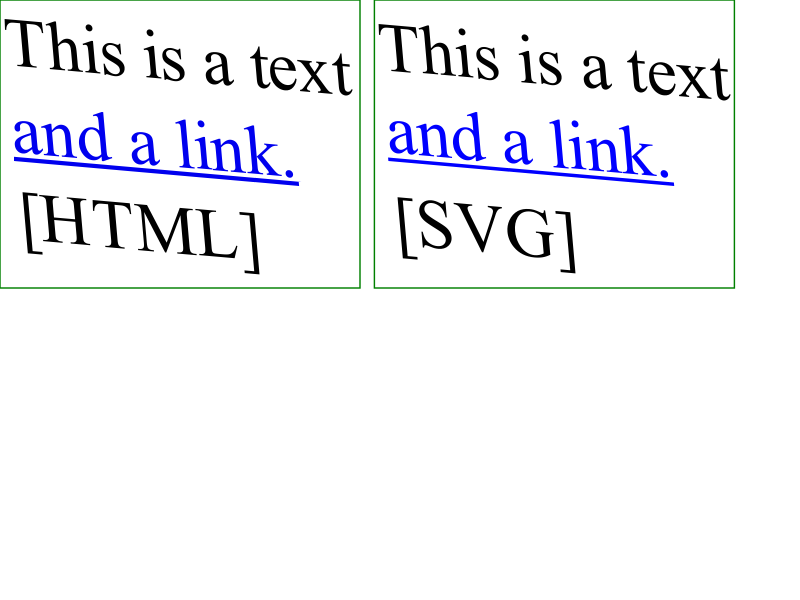 This is a text
and a link.
[HTML]
This is a text
and a link.
[SVG]